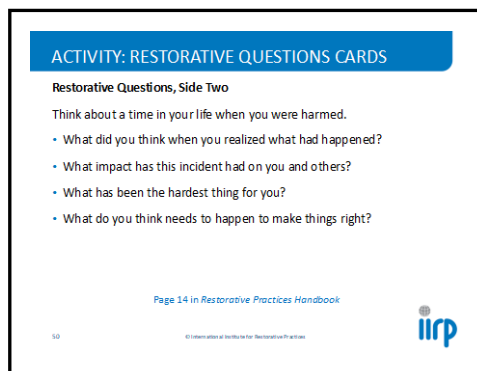 ACTIVITY: RESTORATIVE QUESTIONS CARDS
Restorative Questions, Side Two
Think about a time in your life when you were harmed.
• What did you think when you realized what had happened?
• What impact has this incident had on you and others?
• What has been the hardest thing for you?
• What do you think needs to happen to make things right?
Page 14 in Restorative Practices Handbook
50
© International Institute for Restorative Practices
iirp